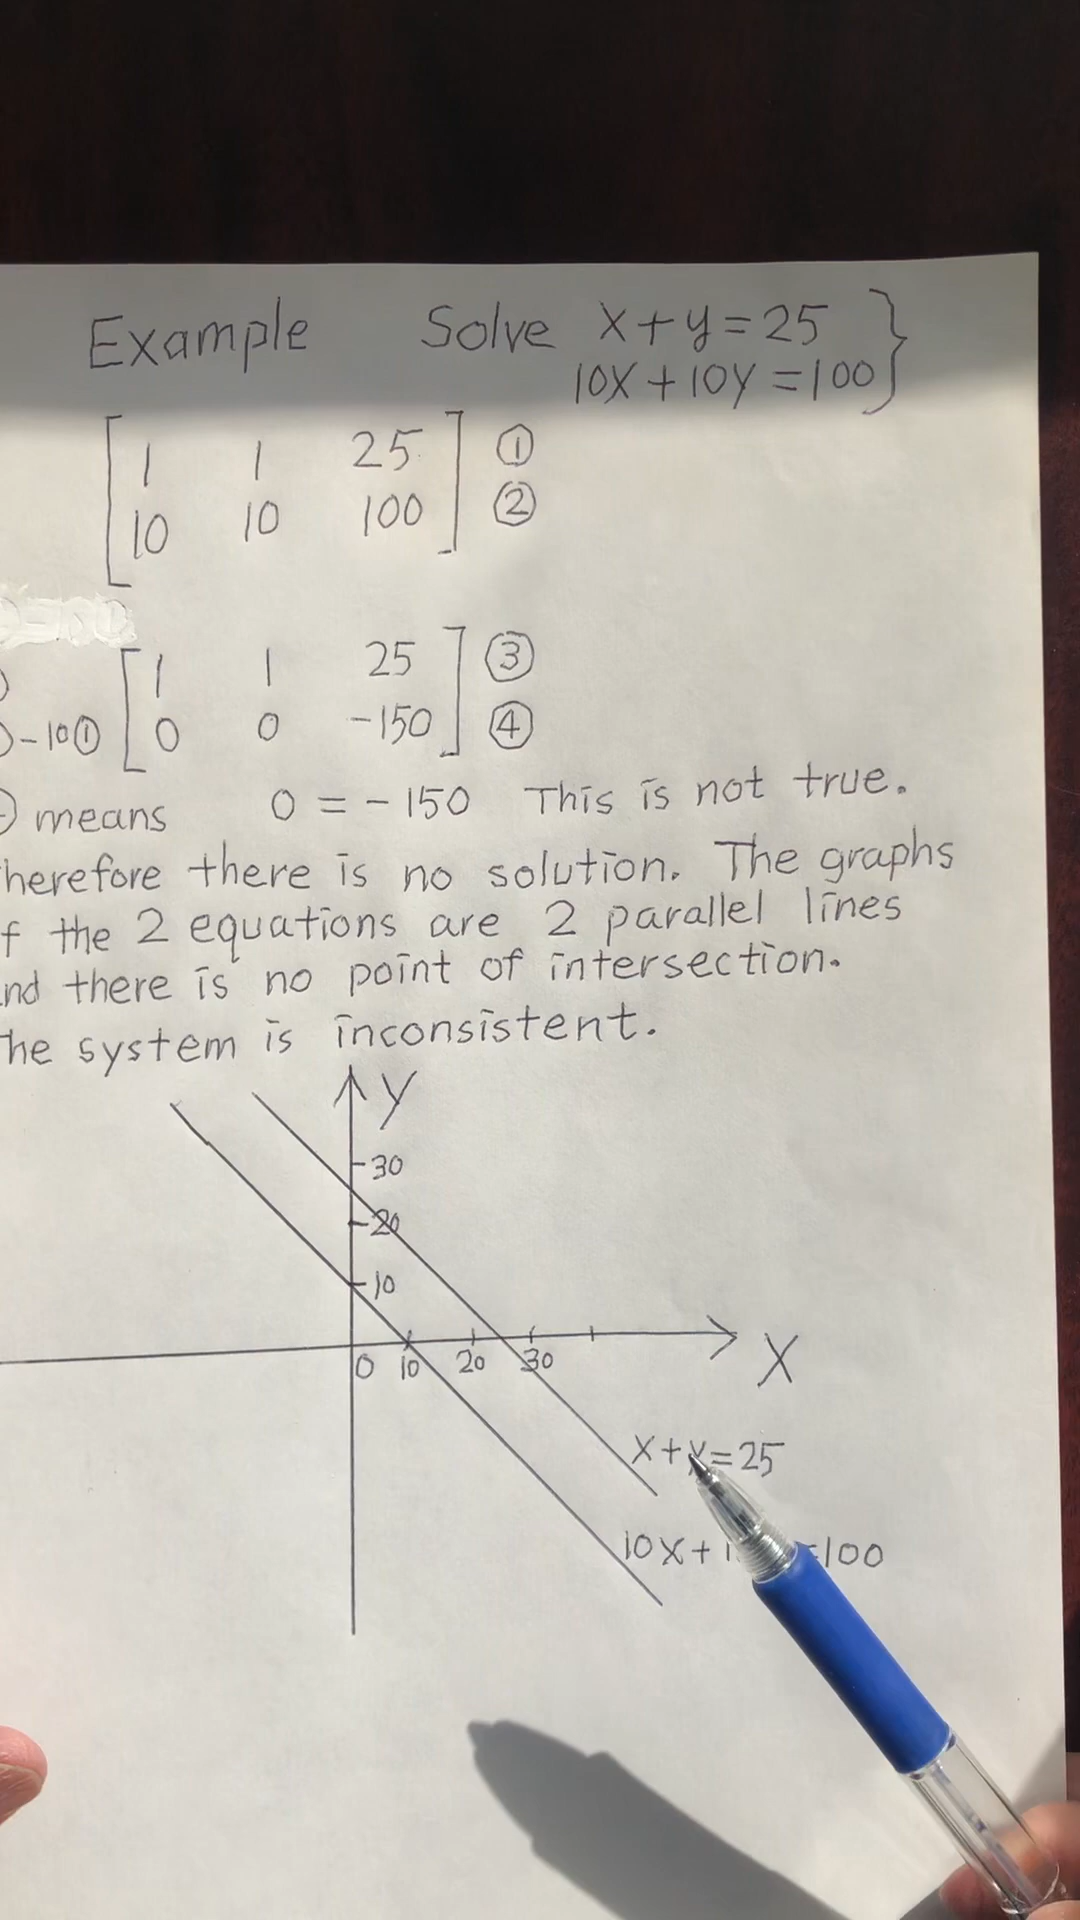 Example Solve x+y=25 }
10X+10Y=100
[ 1 1 25 ] ①
10 10 100 ②
[ 1 1 25 ] ③
-10① 0 0 -150 ④
means 0 = -150 This is not true.
herefore there is no solution. The graphs
f the 2 equations are 2 parallel lines
nd there is no point of intersection.
he system is inconsistent.
Y
30
20
10
0 10 20 30 X
x+y=25
10X+1 =100